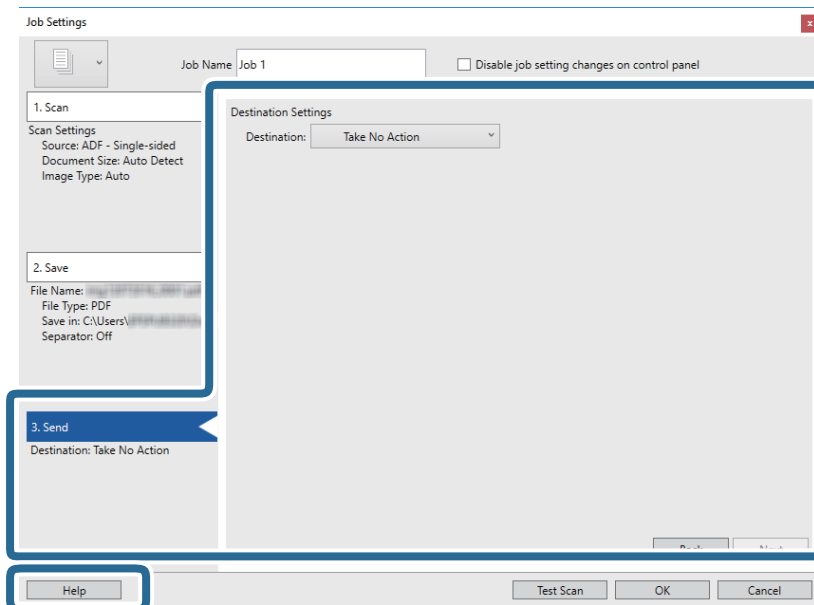 Job Settings
x
Job Name Job 1
Disable job setting changes on control panel
1. Scan
Scan Settings
Source: ADF - Single-sided
Document Size: Auto Detect
Image Type: Auto
2. Save
File Name:
File Type: PDF
Save in: C:\Users\
Separator: Off
3. Send
Destination: Take No Action
Destination Settings
Destination: Take No Action
Help
Test Scan
OK
Cancel